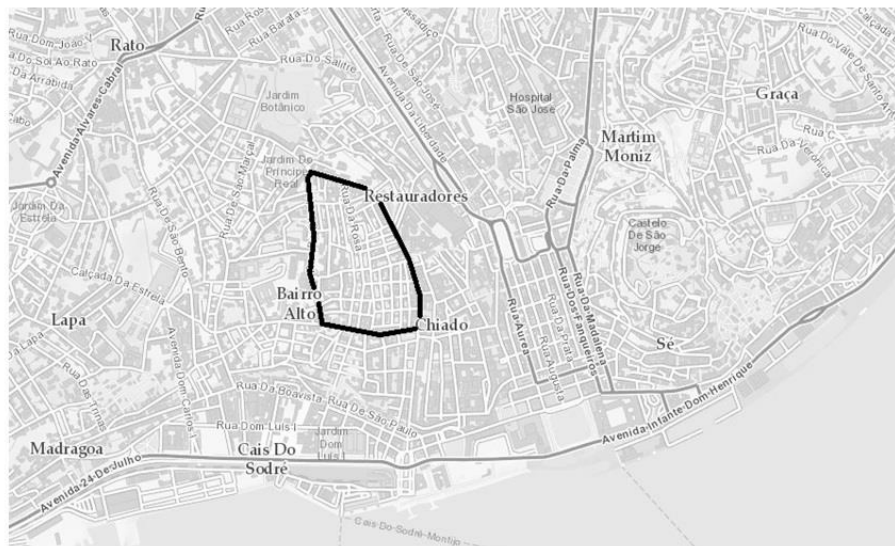 Rato
Rua Dom João V
Do Sol Ao Rato
Da Arrábida
Avenida Álvares Cabral
Rua Do Salitre
Jardim
Botânico
Rua De São José
Avenida Da Liberdade
Hospital
São José
Graça
Martim
Moniz
Rua Da Palma
Rua Da Verónica
Rua Do Vale De Santo
Calçada
Rua C
Jardim Do
Príncipe
Real
Rua De São Marçal
Restauradores
Rua Da Rosa
Jardim Da
Estrela
Rua De São Bento
Calçada Da Estrela
Castelo
De São
Jorge
Bairro
Alto
Chiado
Lapa
Da Lapa
Rua Das Trinas
Rua Aurea
Rua Da Prata
Rua Augusta
Rua Dos Fanqueiros
Rua Da Madalena
Sé
Avenida Dom Carlos I
Rua Da Boavista
Rua De São Paulo
Rua Dom Luís I
Jardim
Dom
Luís I
Madragoa
Cais Do
Sodré
Avenida 24 De Julho
Avenida Infante Dom Henrique
Cais Do Sodré-Montijo